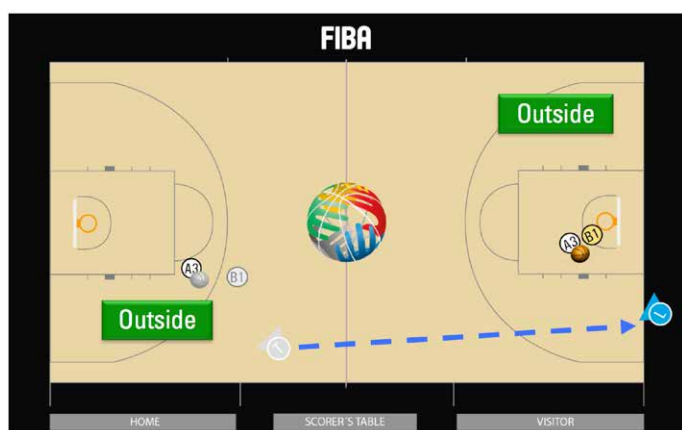 FIBA
Outside
A3
B1
A3
B1
Outside
T
L
HOME
SCORER'S TABLE
VISITOR